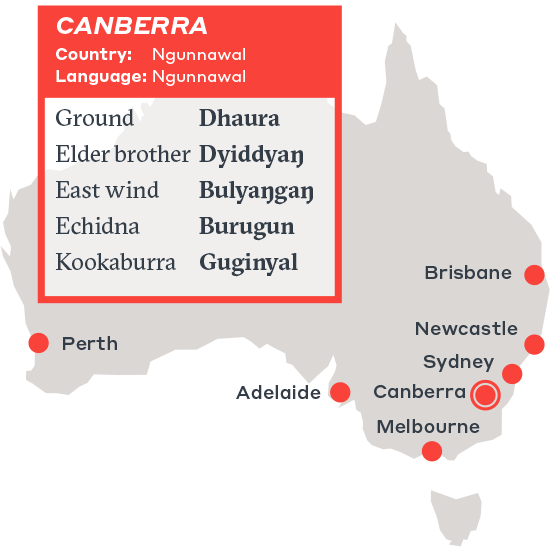 CANBERRA
Country: Ngunnawal
Language: Ngunnawal
Ground Dhaura
Elder brother Dyiddyaŋ
East wind Bulyaŋgaŋ
Echidna Burugun
Kookaburra Guginyal
Brisbane
Newcastle
Perth
Sydney
Adelaide
Canberra
Melbourne